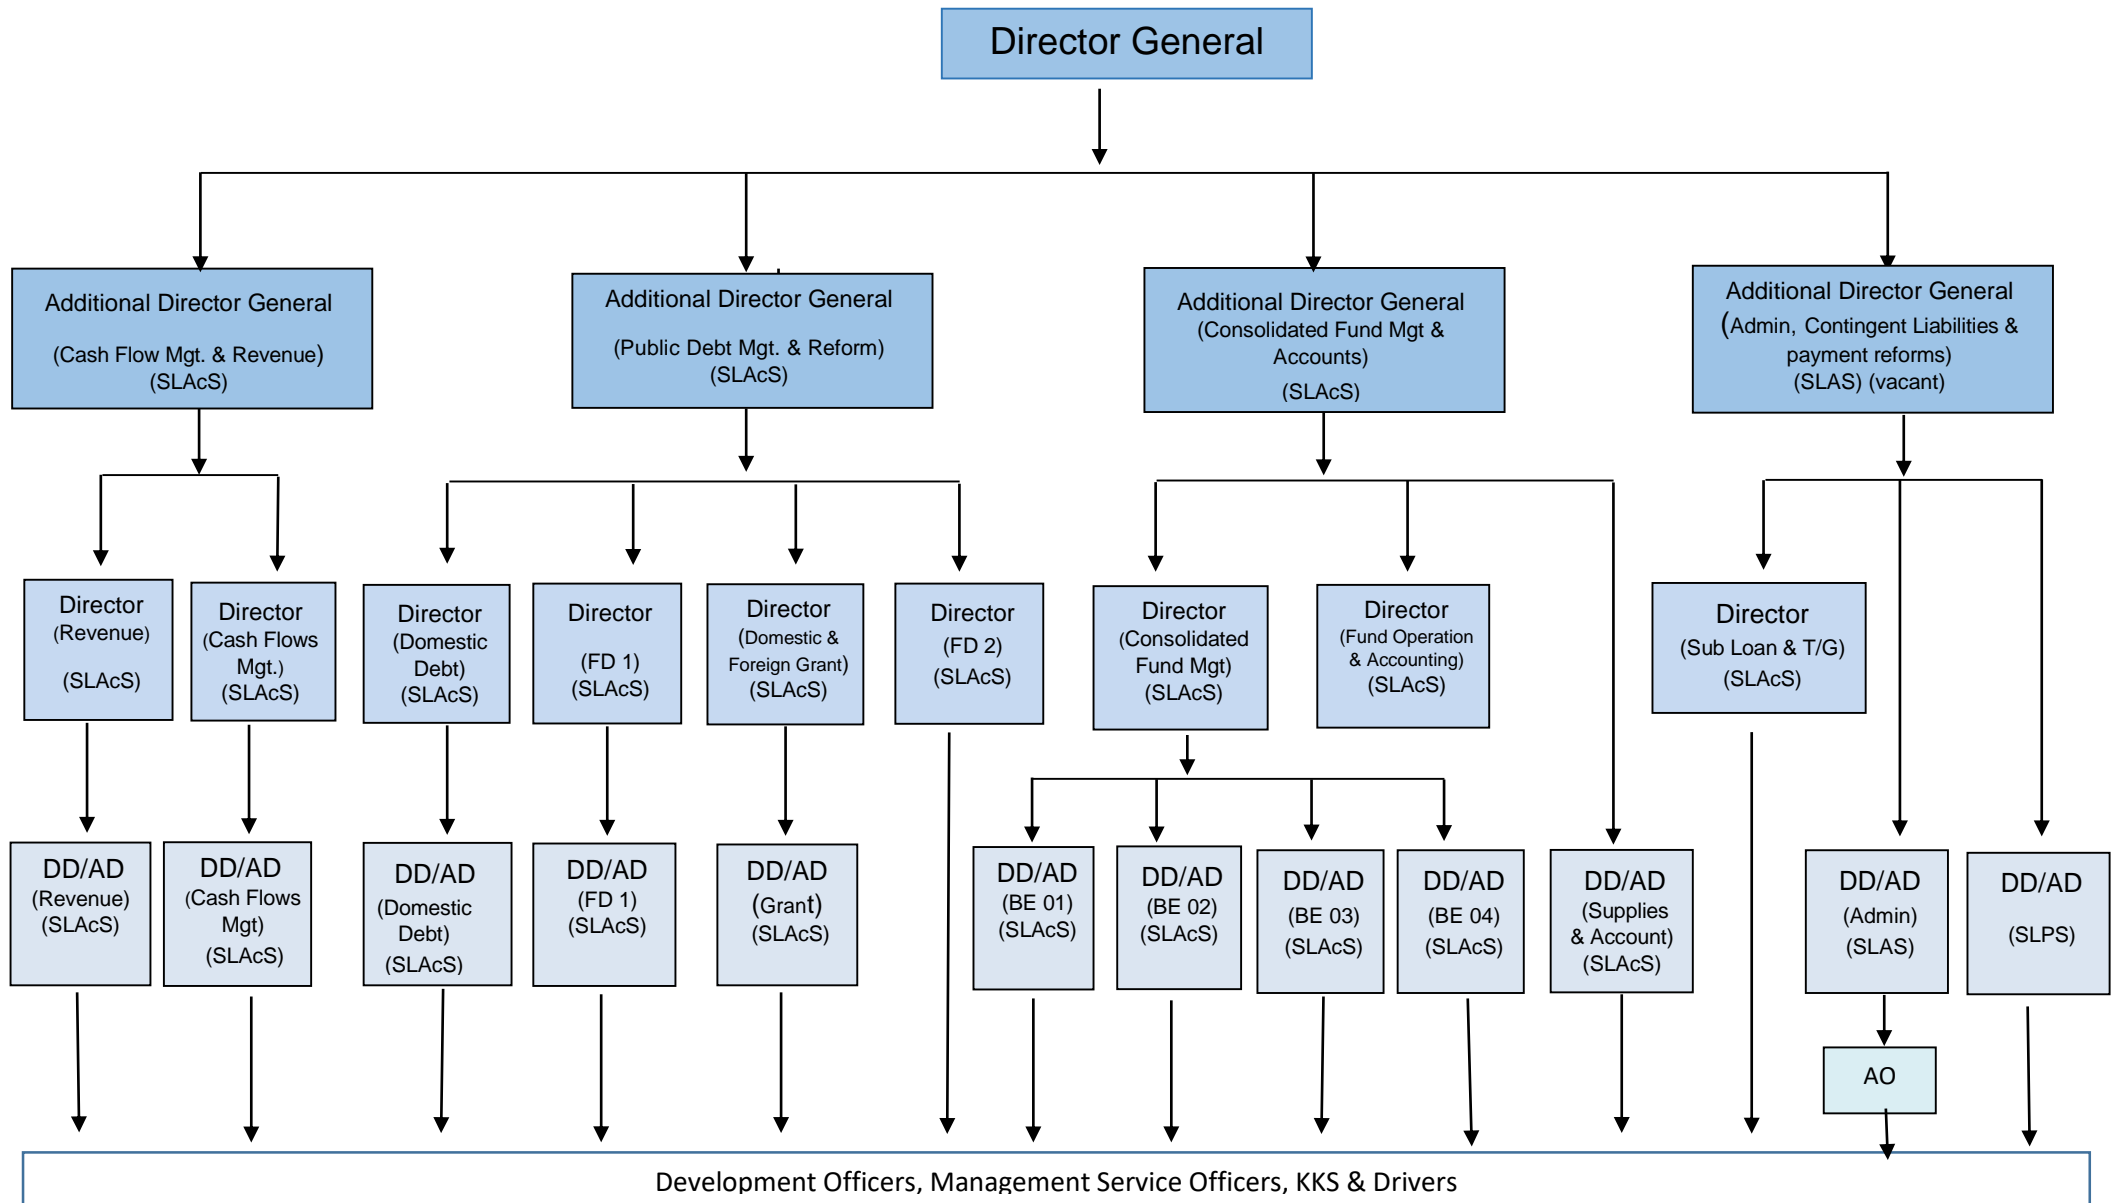 Director General
Additional Director General
(Cash Flow Mgt. & Revenue)
(SLAcS)
Additional Director General
(Public Debt Mgt. & Reform)
(SLAcS)
Additional Director General
(Consolidated Fund Mgt &
Accounts)
(SLAcS)
Additional Director General
(Admin, Contingent Liabilities &
payment reforms)
(SLAS) (vacant)
Director
(Revenue)
(SLAcS)
Director
(Cash Flows
Mgt.)
(SLAcS)
Director
(Domestic
Debt)
(SLAcS)
Director
(FD 1)
(SLAcS)
Director
(Domestic &
Foreign Grant)
(SLAcS)
Director
(FD 2)
(SLAcS)
Director
(Consolidated
Fund Mgt)
(SLAcS)
Director
(Fund Operation
& Accounting)
(SLAcS)
Director
(Sub Loan & T/G)
(SLAcS)
DD/AD
(Revenue)
(SLAcS)
DD/AD
(Cash Flows
Mgt)
(SLAcS)
DD/AD
(Domestic
Debt)
(SLAcS)
DD/AD
(FD 1)
(SLAcS)
DD/AD
(Grant)
(SLAcS)
DD/AD
(BE 01)
(SLAcS)
DD/AD
(BE 02)
(SLAcS)
DD/AD
(BE 03)
(SLAcS)
DD/AD
(BE 04)
(SLAcS)
DD/AD
(Supplies
& Account)
(SLAcS)
DD/AD
(Admin)
(SLAS)
DD/AD
(SLPS)
AO
Development Officers, Management Service Officers, KKS & Drivers